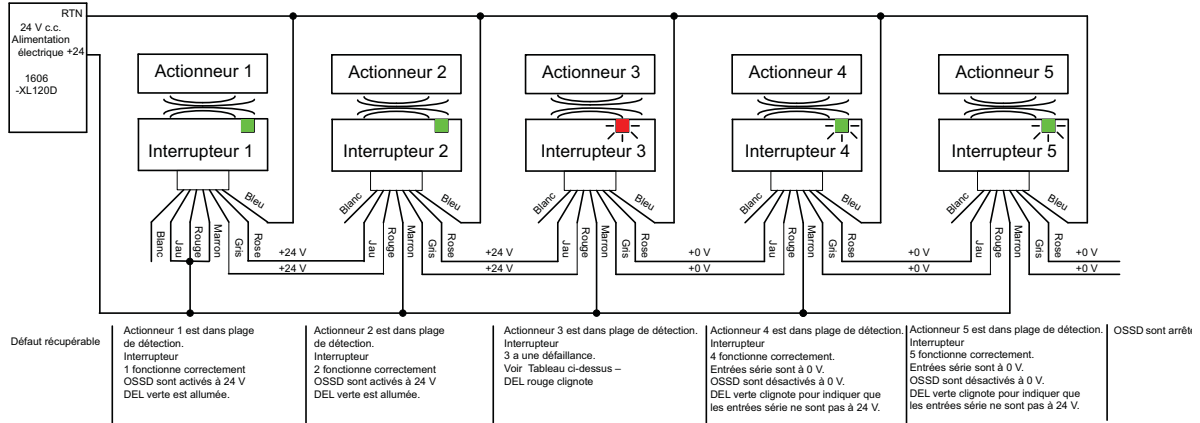 RTN
24 V c.c.
Alimentation
électrique +24
1606
-XL120D
Actionneur 1
Actionneur 2
Actionneur 3
Actionneur 4
Actionneur 5
Interrupteur 1
Interrupteur 2
Interrupteur 3
Interrupteur 4
Interrupteur 5
Blanc
Jau
Rouge
Marron
Gris
Rose
Bleu
Blanc
Jau
Rouge
Marron
Gris
Rose
Bleu
Blanc
Jau
Rouge
Marron
Gris
Rose
Bleu
Blanc
Jau
Rouge
Marron
Gris
Rose
Bleu
Blanc
Jau
Rouge
Marron
Gris
Rose
Bleu
+24 V
+24 V
+24 V
+24 V
+0 V
+0 V
+0 V
+0 V
+0 V
+0 V
Défaut récupérable
Actionneur 1 est dans plage
de détection.
Interrupteur
1 fonctionne correctement
OSSD sont activés à 24 V
DEL verte est allumée.
Actionneur 2 est dans plage
de détection.
Interrupteur
2 fonctionne correctement
OSSD sont activés à 24 V
DEL verte est allumée.
Actionneur 3 est dans plage de détection.
Interrupteur
3 a une défaillance.
Voir Tableau ci-dessus –
DEL rouge clignote
Actionneur 4 est dans plage de détection.
Interrupteur
4 fonctionne correctement.
Entrées série sont à 0 V.
OSSD sont désactivés à 0 V.
DEL verte clignote pour indiquer que
les entrées série ne sont pas à 24 V.
Actionneur 5 est dans plage de détection.
Interrupteur
5 fonctionne correctement.
Entrées série sont à 0 V.
OSSD sont désactivés à 0 V.
DEL verte clignote pour indiquer que
les entrées série ne sont pas à 24 V.
OSSD sont arrêté